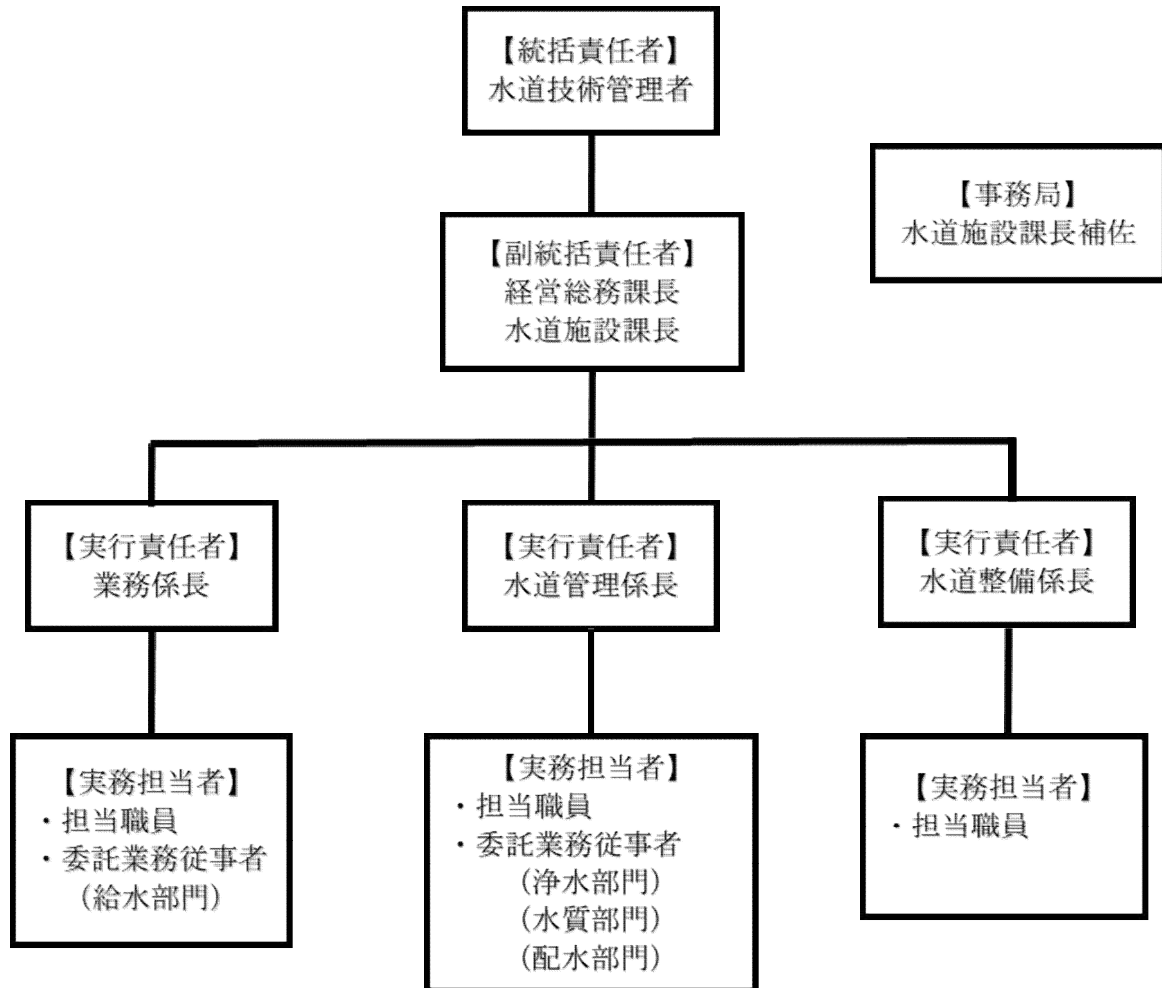 【統括責任者】
水道技術管理者
【事務局】
水道施設課長補佐
【副統括責任者】
経営総務課長
水道施設課長
【実行責任者】
業務係長
【実行責任者】
水道管理係長
【実行責任者】
水道整備係長
【実務担当者】
・担当職員
・委託業務従事者
(給水部門)
【実務担当者】
・担当職員
・委託業務従事者
(浄水部門)
(水質部門)
(配水部門)
【実務担当者】
・担当職員